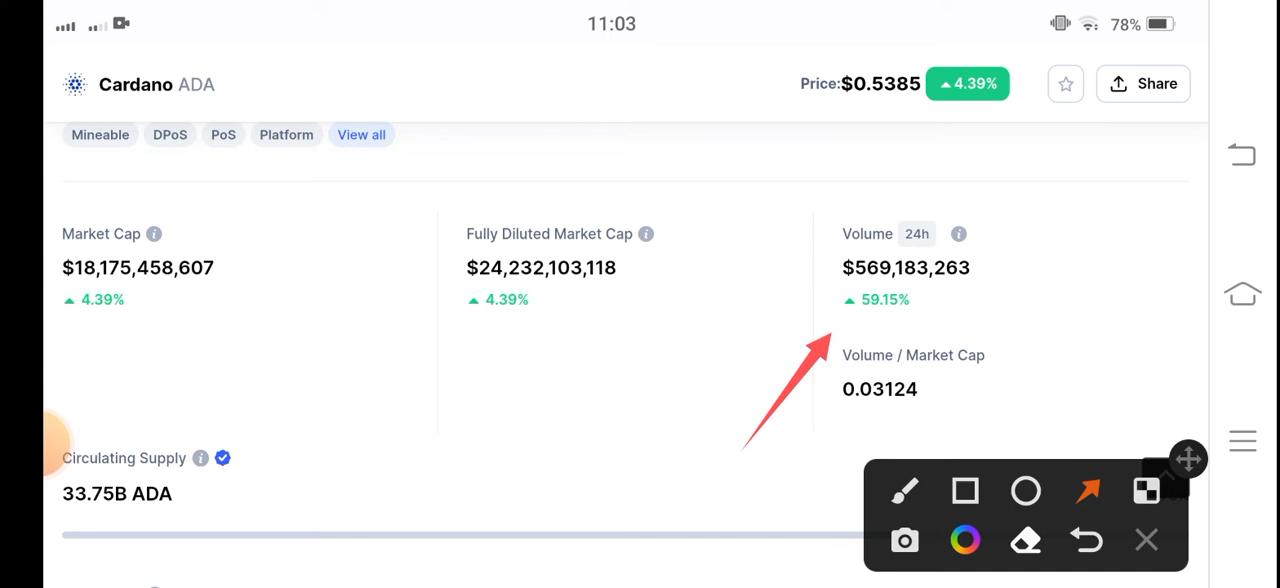 11:03
78%
Cardano ADA
Price:$0.5385 4.39%
Share
Mineable DPoS PoS Platform View all
Market Cap
$18,175,458,607
4.39%
Fully Diluted Market Cap
$24,232,103,118
4.39%
Volume 24h
$569,183,263
59.15%
Volume / Market Cap
0.03124
Circulating Supply
33.75B ADA